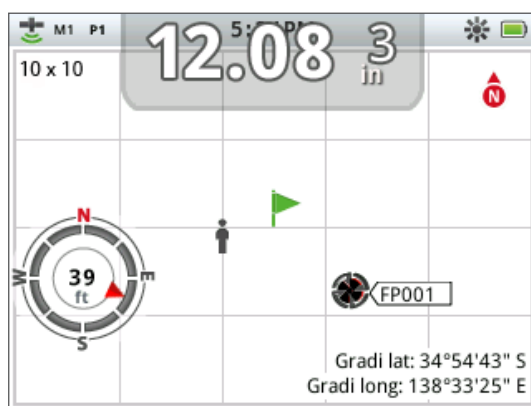 M1 P1
12.08 3
in
10 x 10
N
N
W E
39
ft
S
FP001
Gradi lat: 34°54'43" S
Gradi long: 138°33'25" E